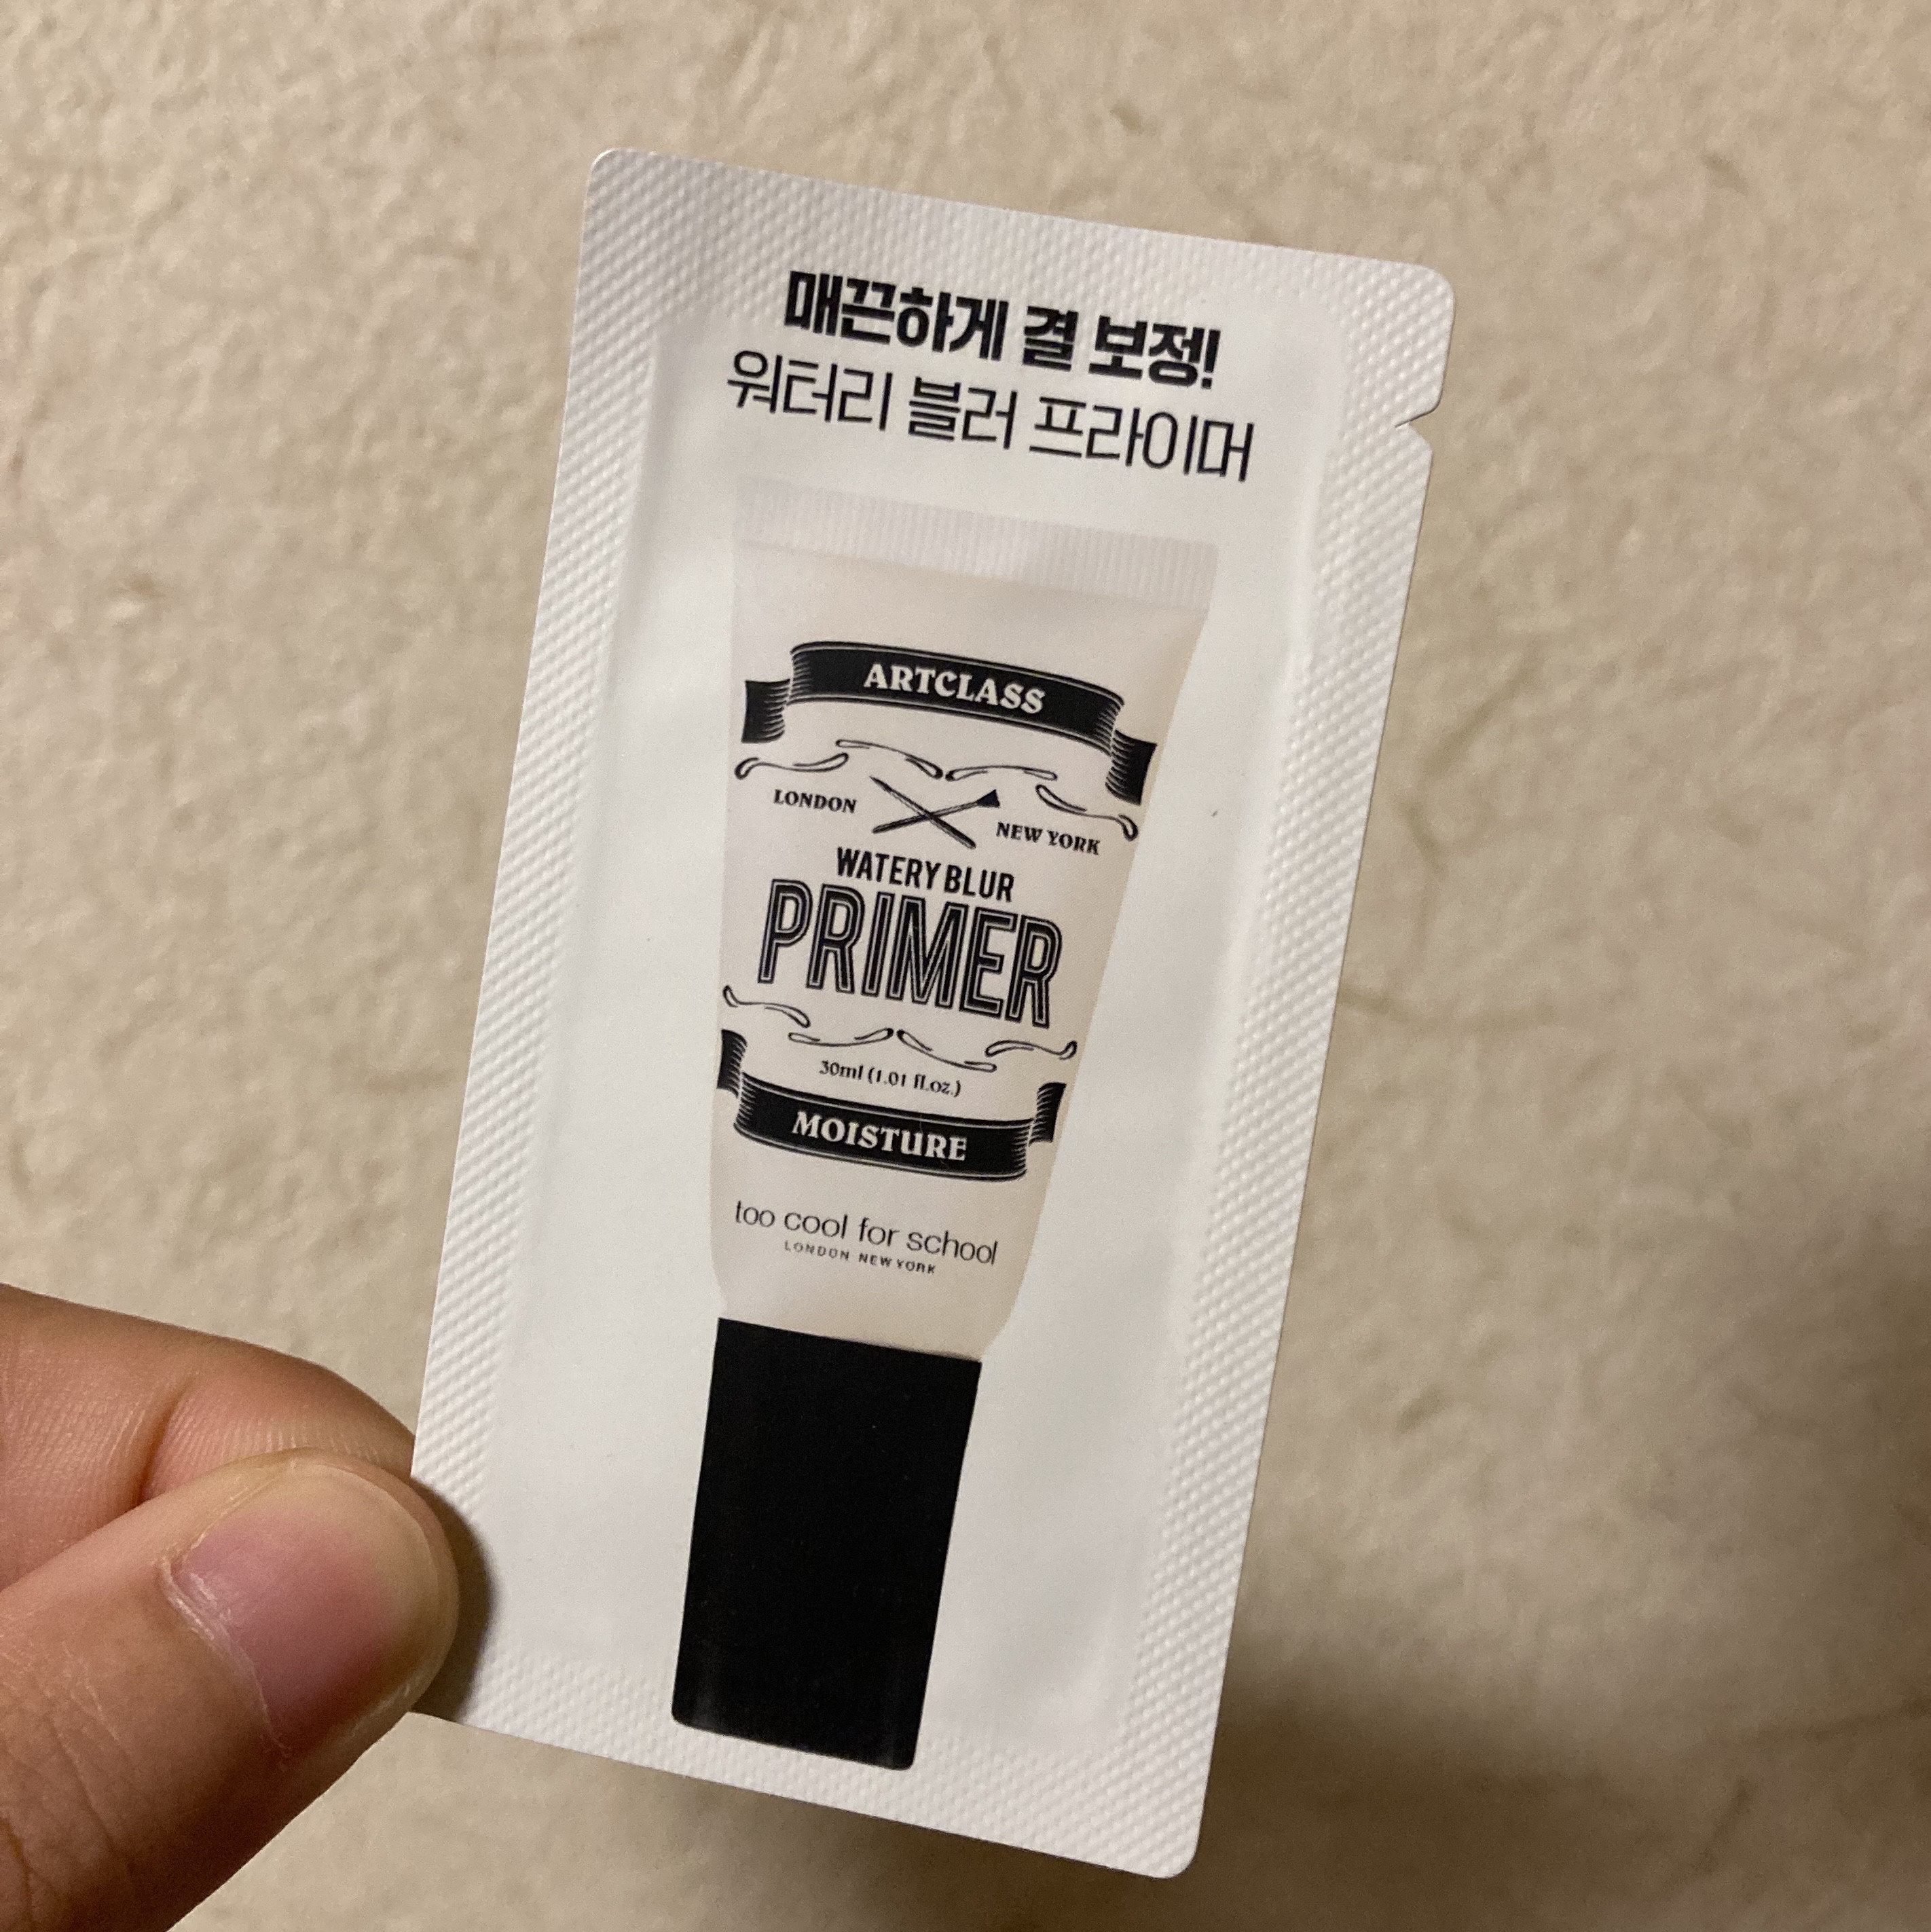 매끈하게 결 보정!
워터리 블러 프라이머
ARTCLASS
LONDON NEW YORK
WATERY BLUR
PRIMER
30ml (1.01 fl.oz.)
MOISTURE
too cool for school
LONDON NEW YORK